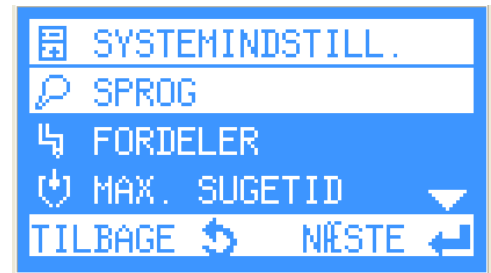 SYSTEMINDSTILL.
SPROG
FORDELER
MAX. SUGETID
TILBAGE NÆSTE